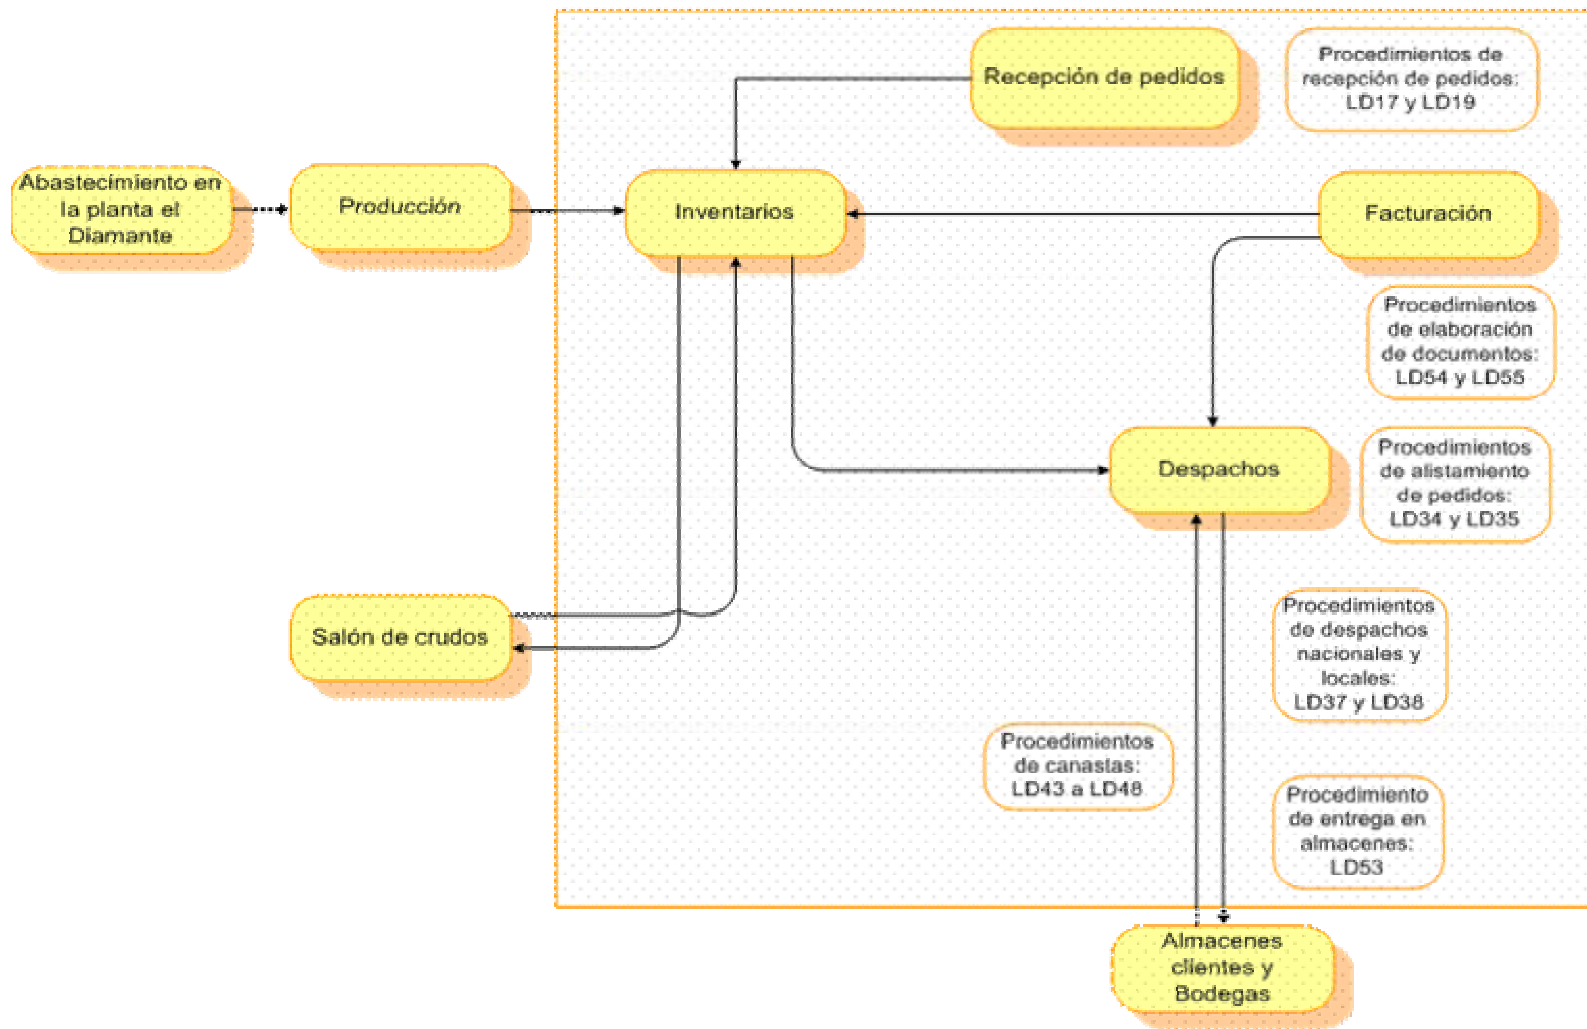 Recepción de pedidos
Procedimientos de
recepción de pedidos:
LD17 y LD19
Abastecimiento en
la planta el
Diamante
Producción
Inventarios
Facturación
Procedimientos
de elaboración
de documentos:
LD54 y LD55
Despachos
Procedimientos
de alistamiento
de pedidos:
LD34 y LD35
Salón de crudos
Procedimientos
de despachos
nacionales y
locales:
LD37 y LD38
Procedimientos
de canastas:
LD43 a LD48
Procedimiento
de entrega en
almacenes:
LD53
Almacenes
clientes y
Bodegas